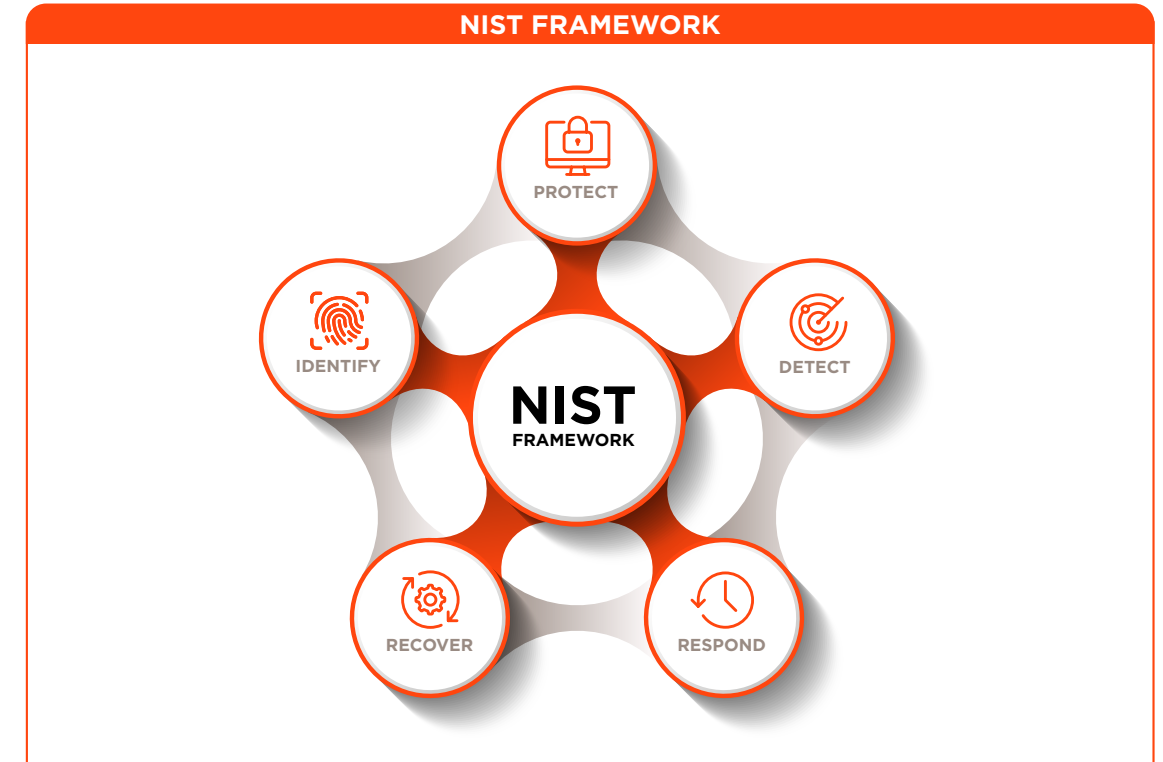 NIST FRAMEWORK
PROTECT
IDENTIFY
DETECT
NIST
FRAMEWORK
RECOVER
RESPOND